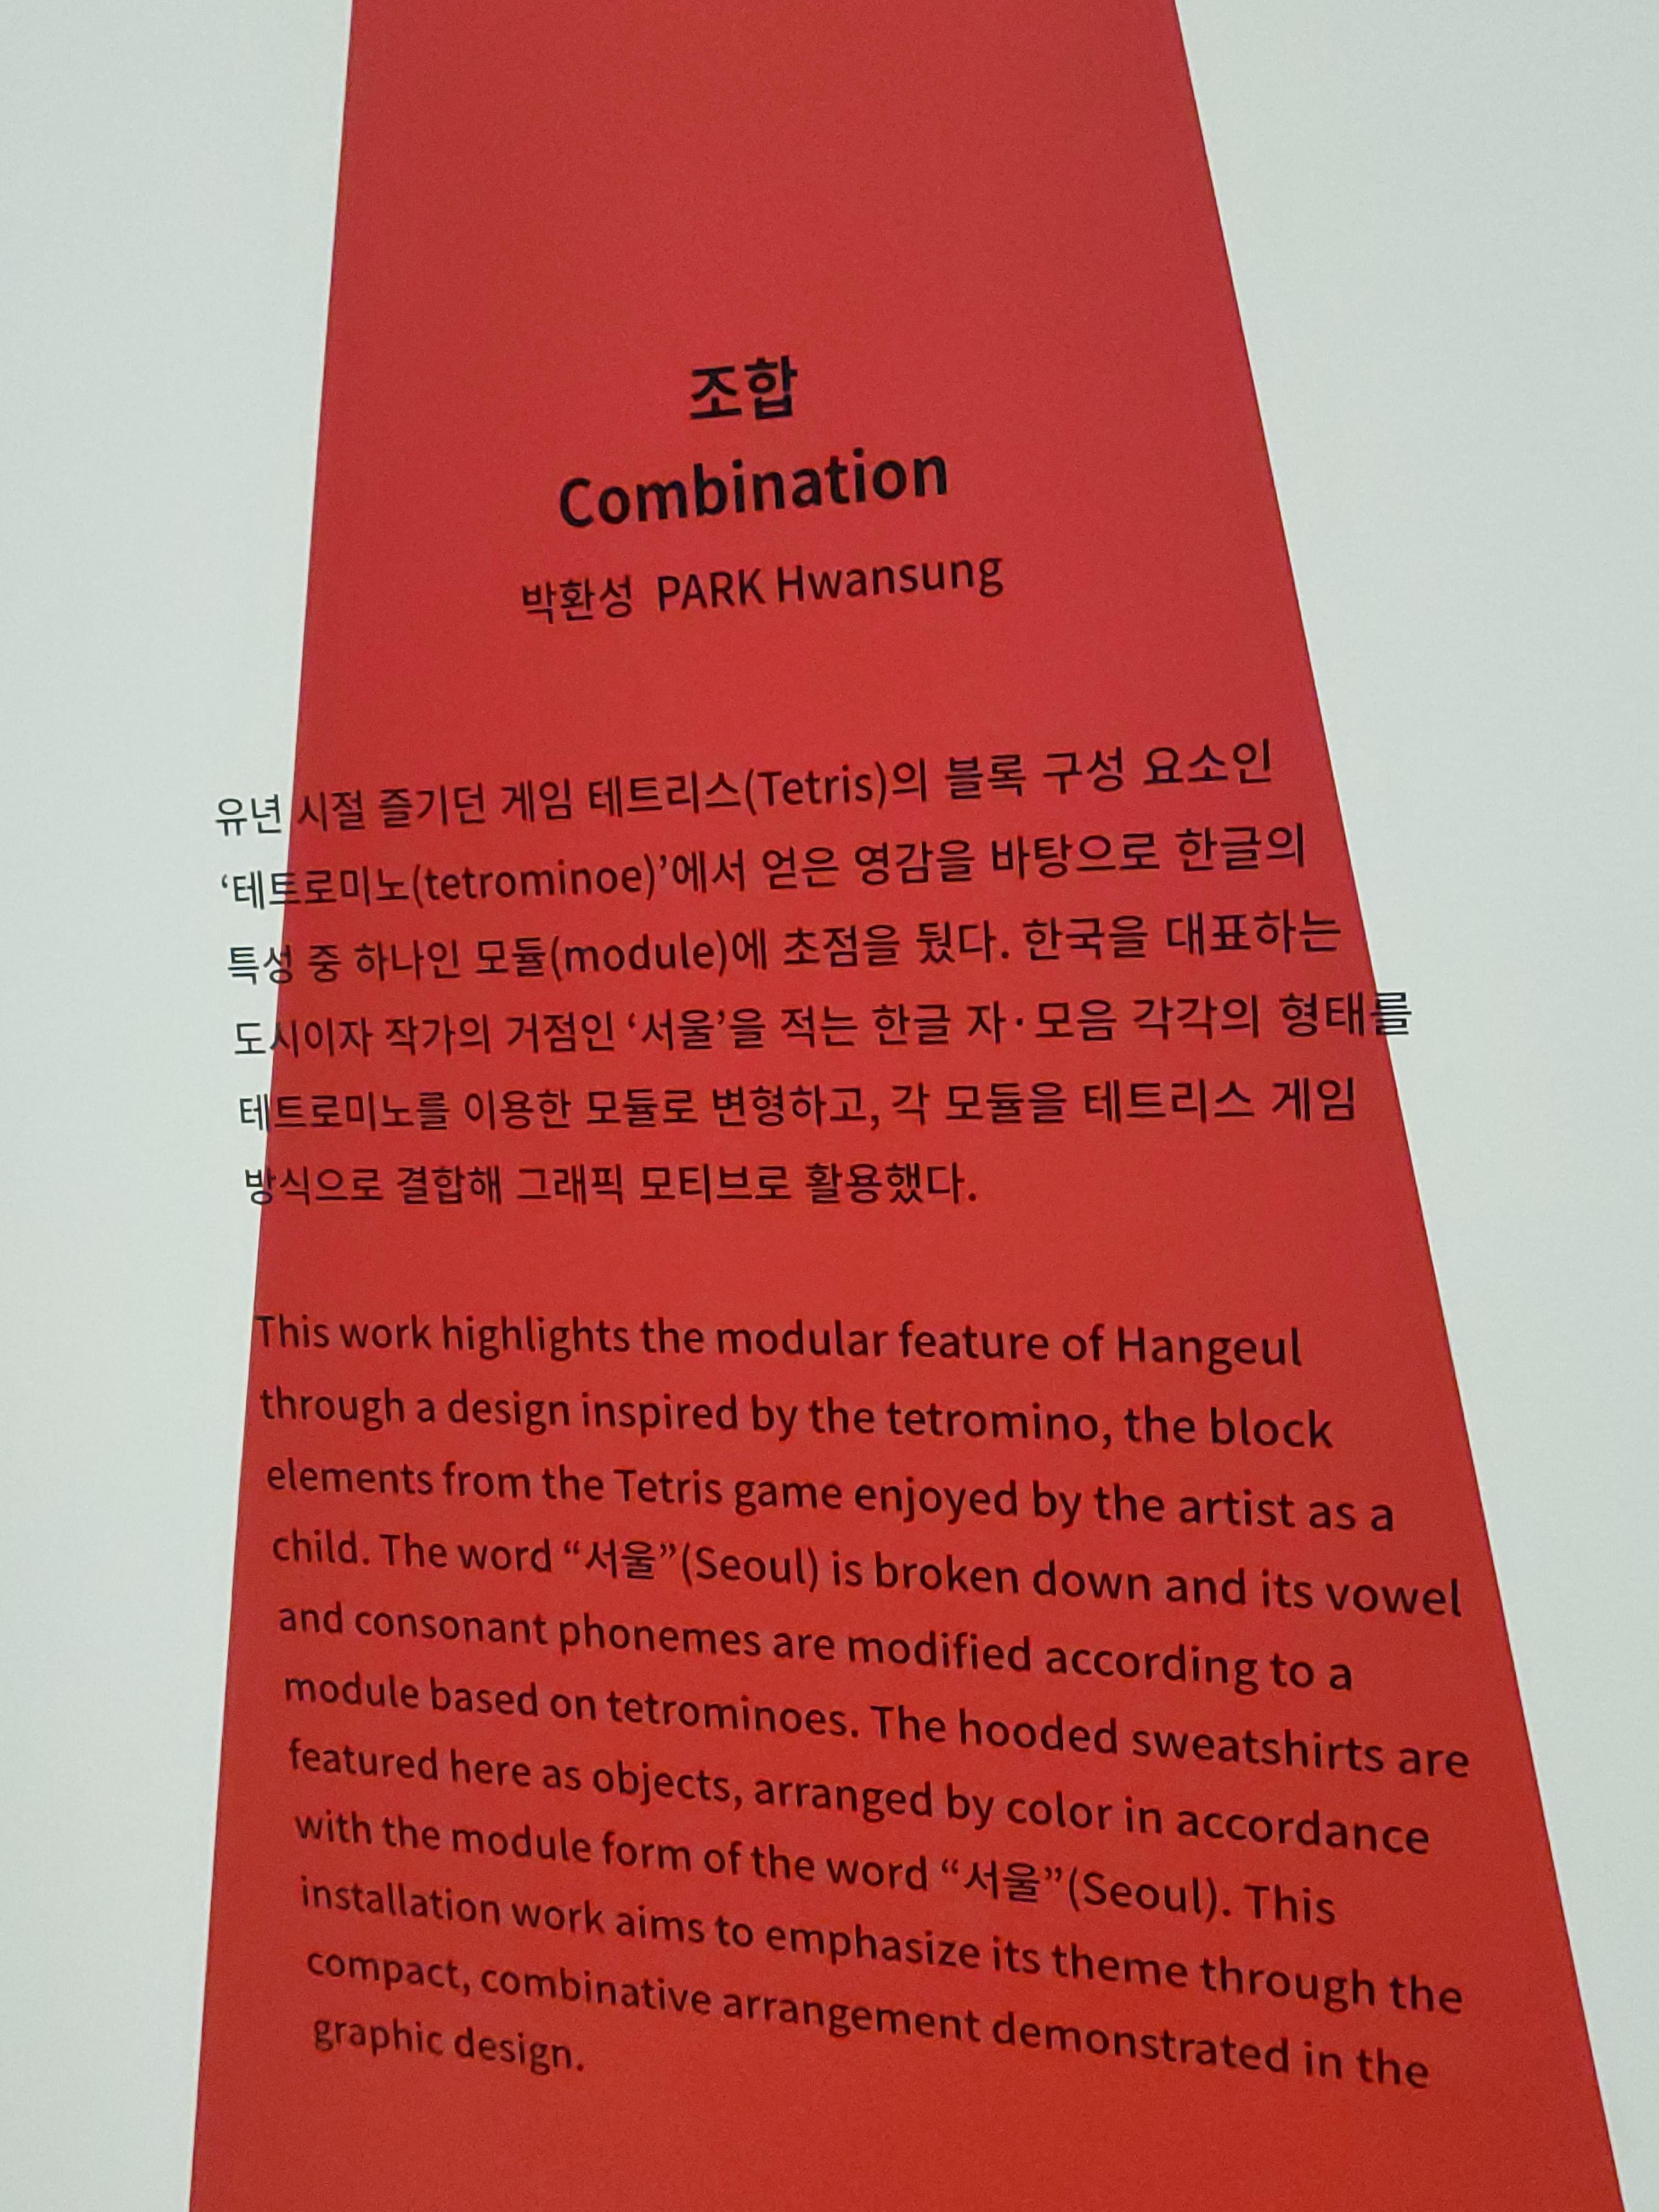 조합
Combination
박환성 PARK Hwansung
유년 시절 즐기던 게임 테트리스(Tetris)의 블록 구성 요소인
‘테트로미노(tetrominoe)’에서 얻은 영감을 바탕으로 한글의
특성 중 하나인 모듈(module)에 초점을 뒀다. 한국을 대표하는
도시이자 작가의 거점인 ‘서울’을 적는 한글 자·모음 각각의 형태를
테트로미노를 이용한 모듈로 변형하고, 각 모듈을 테트리스 게임
방식으로 결합해 그래픽 모티브로 활용했다.
This work highlights the modular feature of Hangeul
through a design inspired by the tetromino, the block
elements from the Tetris game enjoyed by the artist as a
child. The word “서울”(Seoul) is broken down and its vowel
and consonant phonemes are modified according to a
module based on tetrominoes. The hooded sweatshirts are
featured here as objects, arranged by color in accordance
with the module form of the word “서울”(Seoul). This
installation work aims to emphasize its theme through the
compact, combinative arrangement demonstrated in the
graphic design.